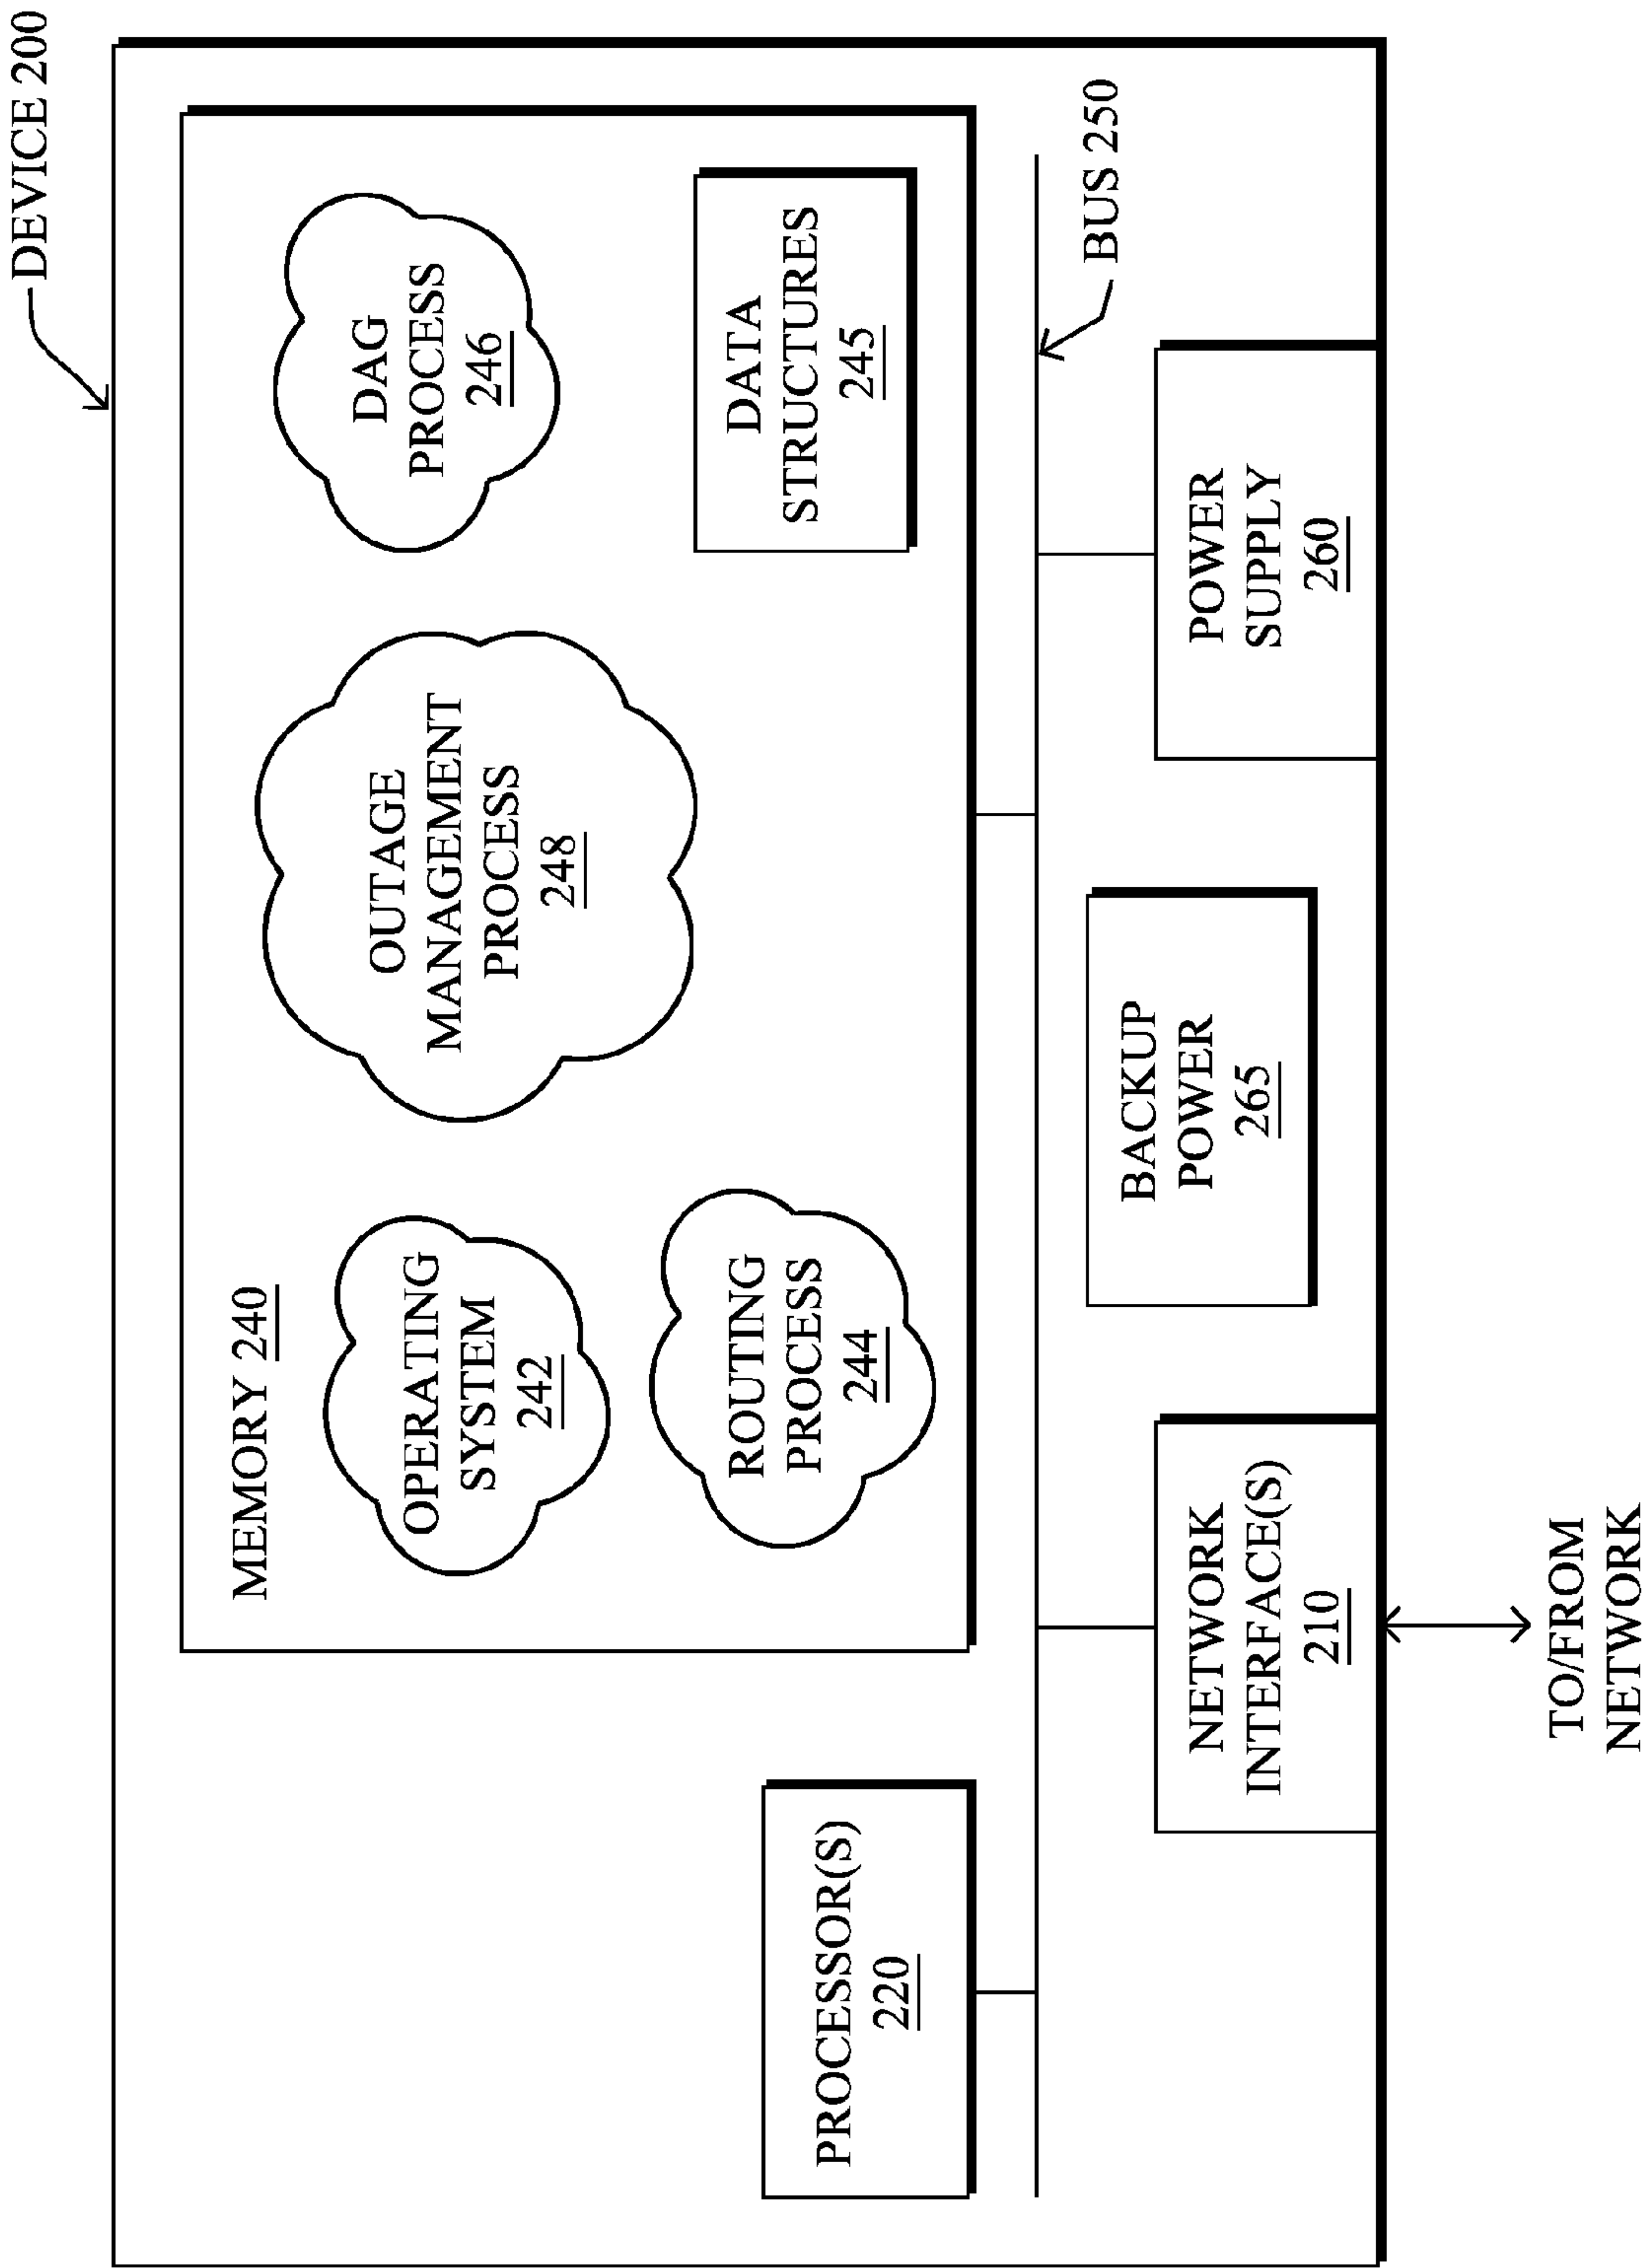 DEVICE 200
MEMORY 240
OPERATING
SYSTEM
242
ROUTING
PROCESS
244
OUTAGE
MANAGEMENT
PROCESS
248
DAG
PROCESS
246
DATA
STRUCTURES
245
PROCESSOR(S)
220
BUS 250
NETWORK
INTERFACE(S)
210
BACKUP
POWER
265
POWER
SUPPLY
260
TO/FROM
NETWORK